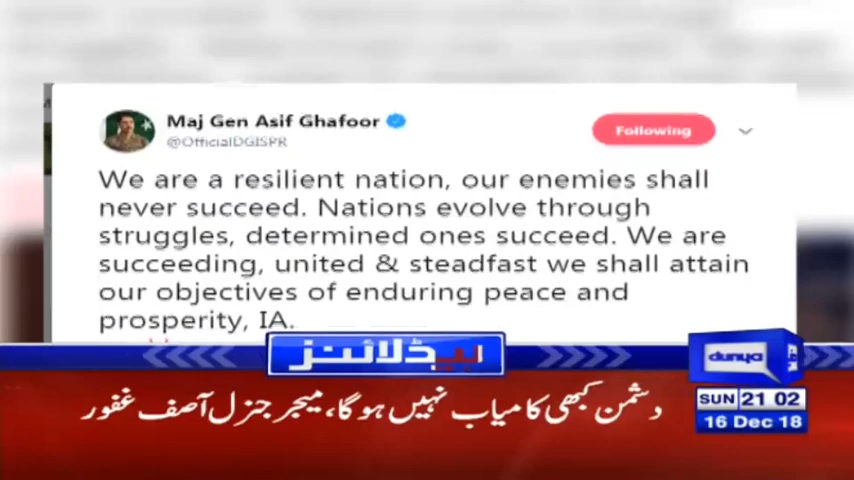 Maj Gen Asif Ghafoor
@OfficialDGISPR
Following
We are a resilient nation, our enemies shall
never succeed. Nations evolve through
struggles, determined ones succeed. We are
succeeding, united & steadfast we shall attain
our objectives of enduring peace and
prosperity, IA.
ہیڈلائنز
dunya
دشمن کبھی کامیاب نہیں ہوگا، میجر جنرل آصف غفور
SUN 21 02
16 Dec 18